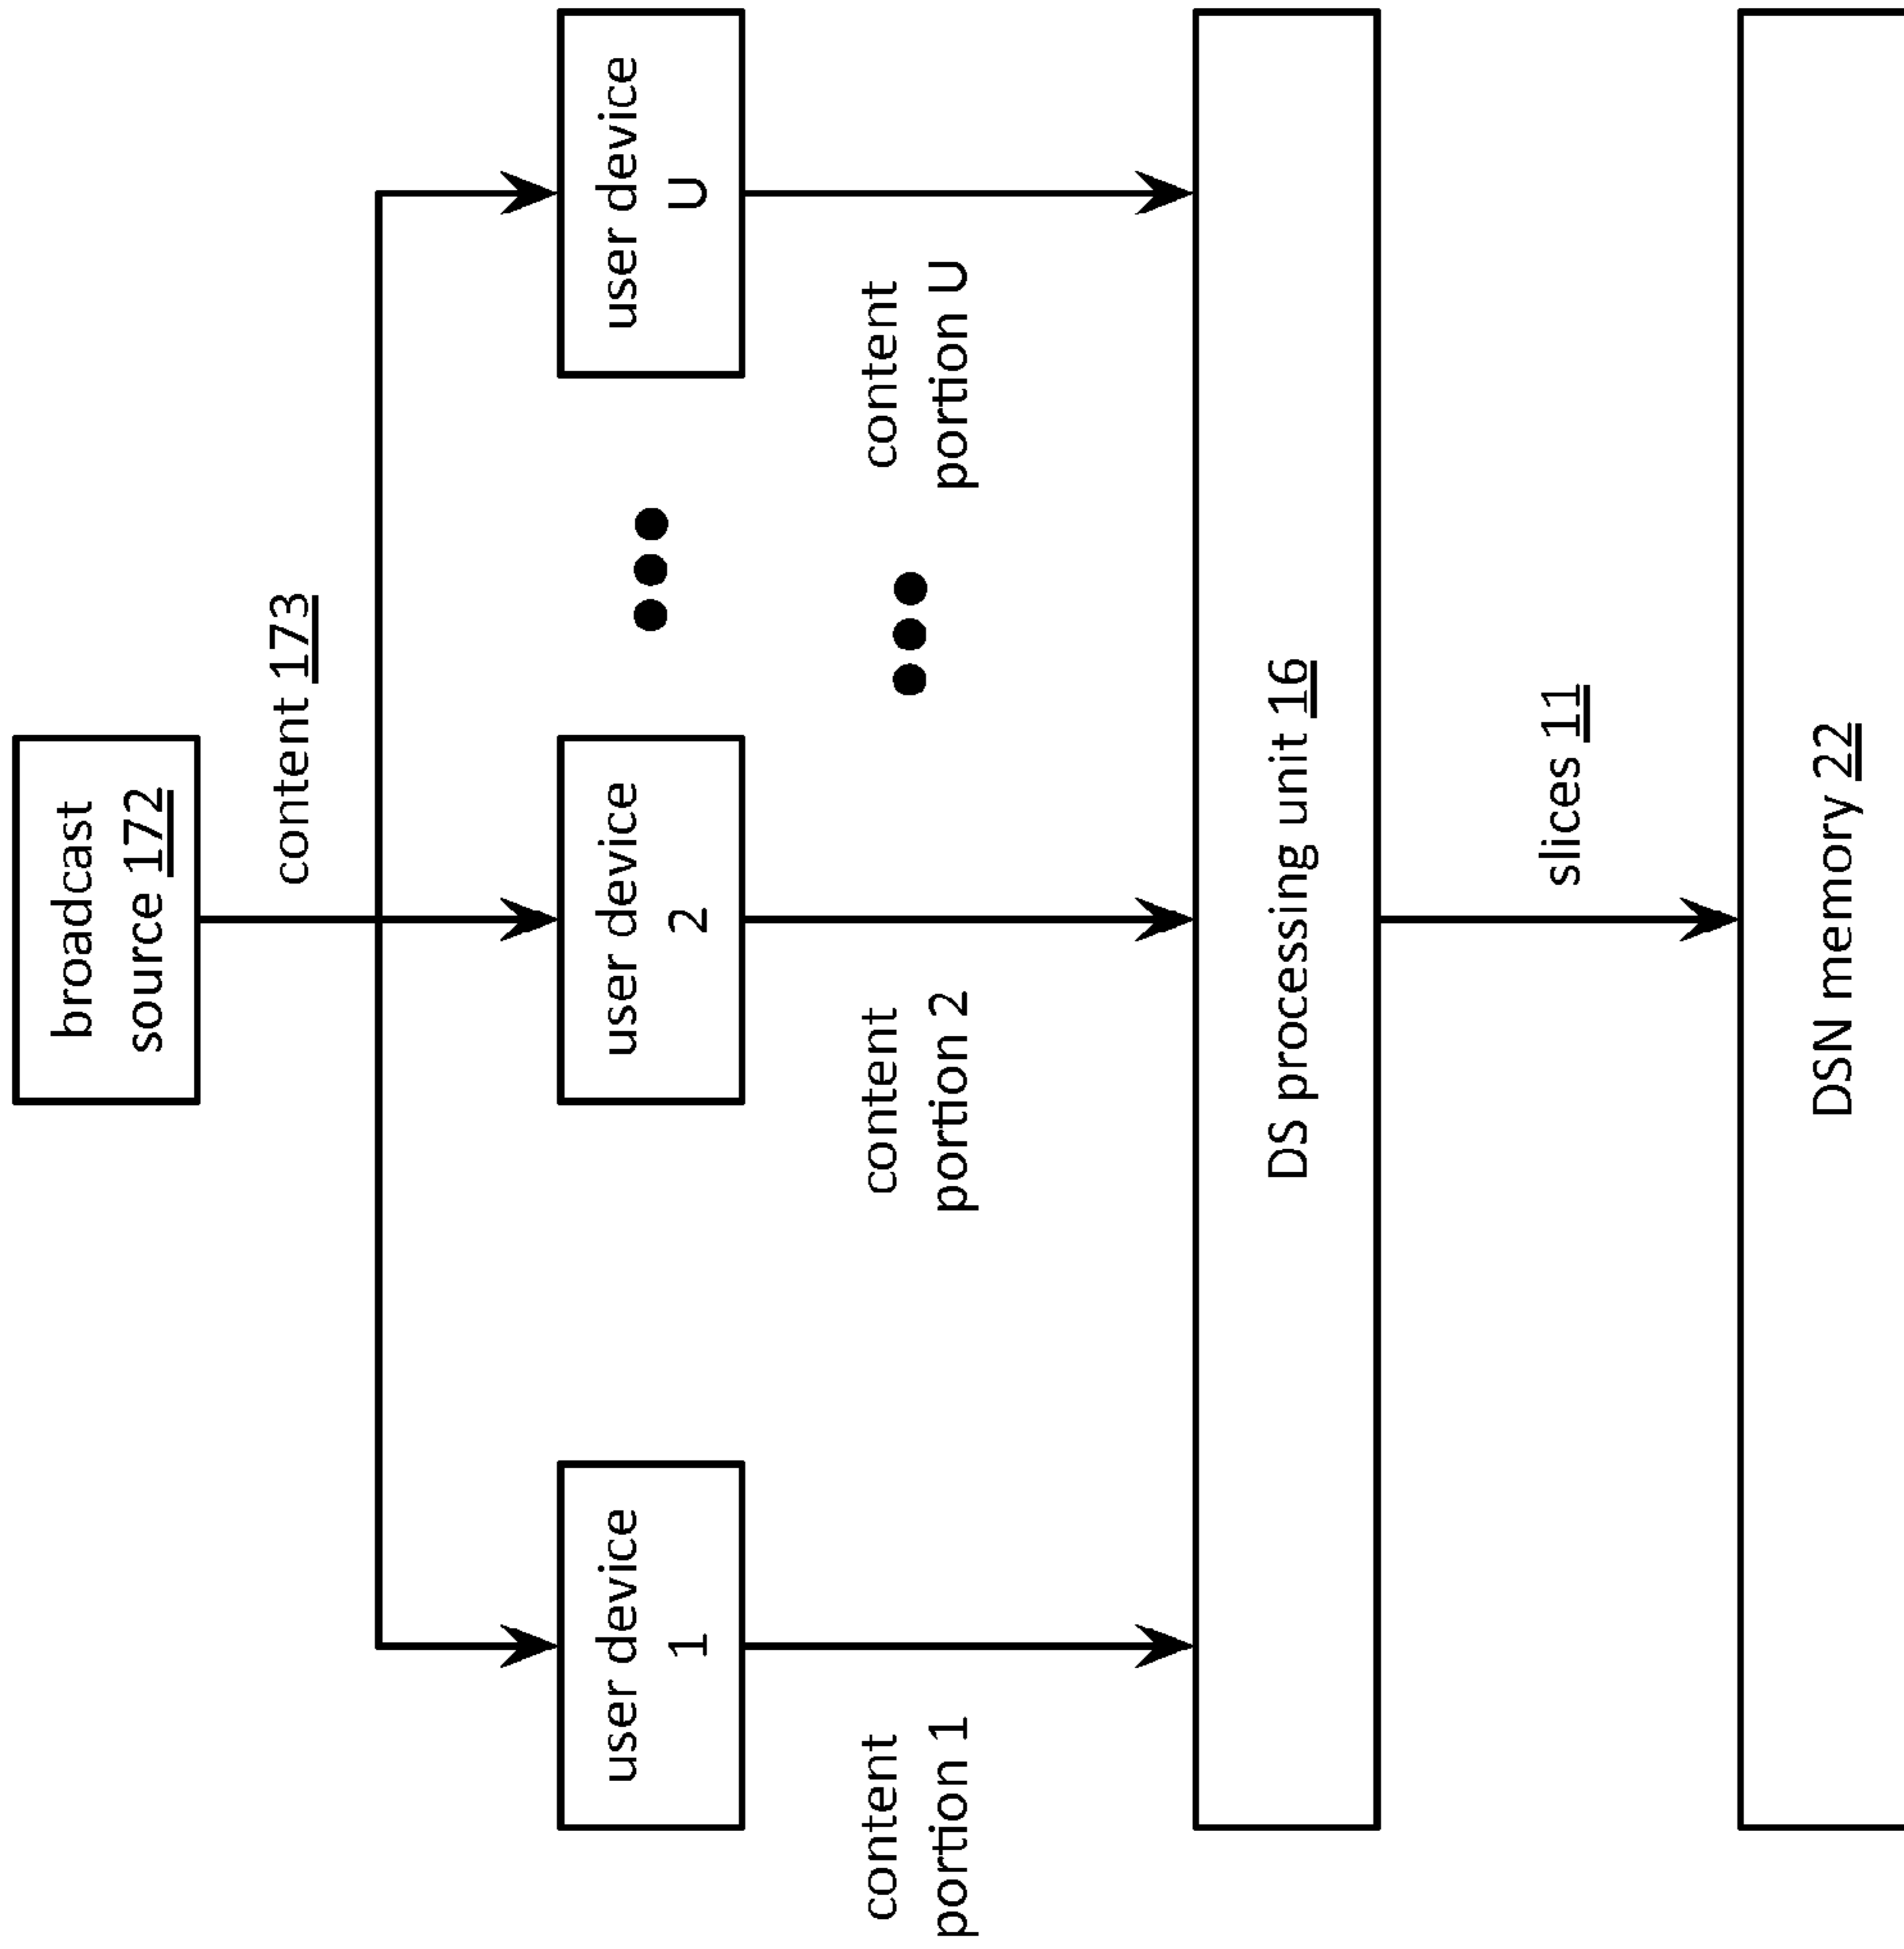 broadcast
source 172
content 173
user device
1
user device
2
user device
U
content
portion 1
content
portion 2
content
portion U
DS processing unit 16
slices 11
DSN memory 22